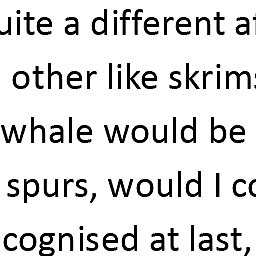 uite a different af
other like skrims
whale would be
spurs, would I co
cognised at last,